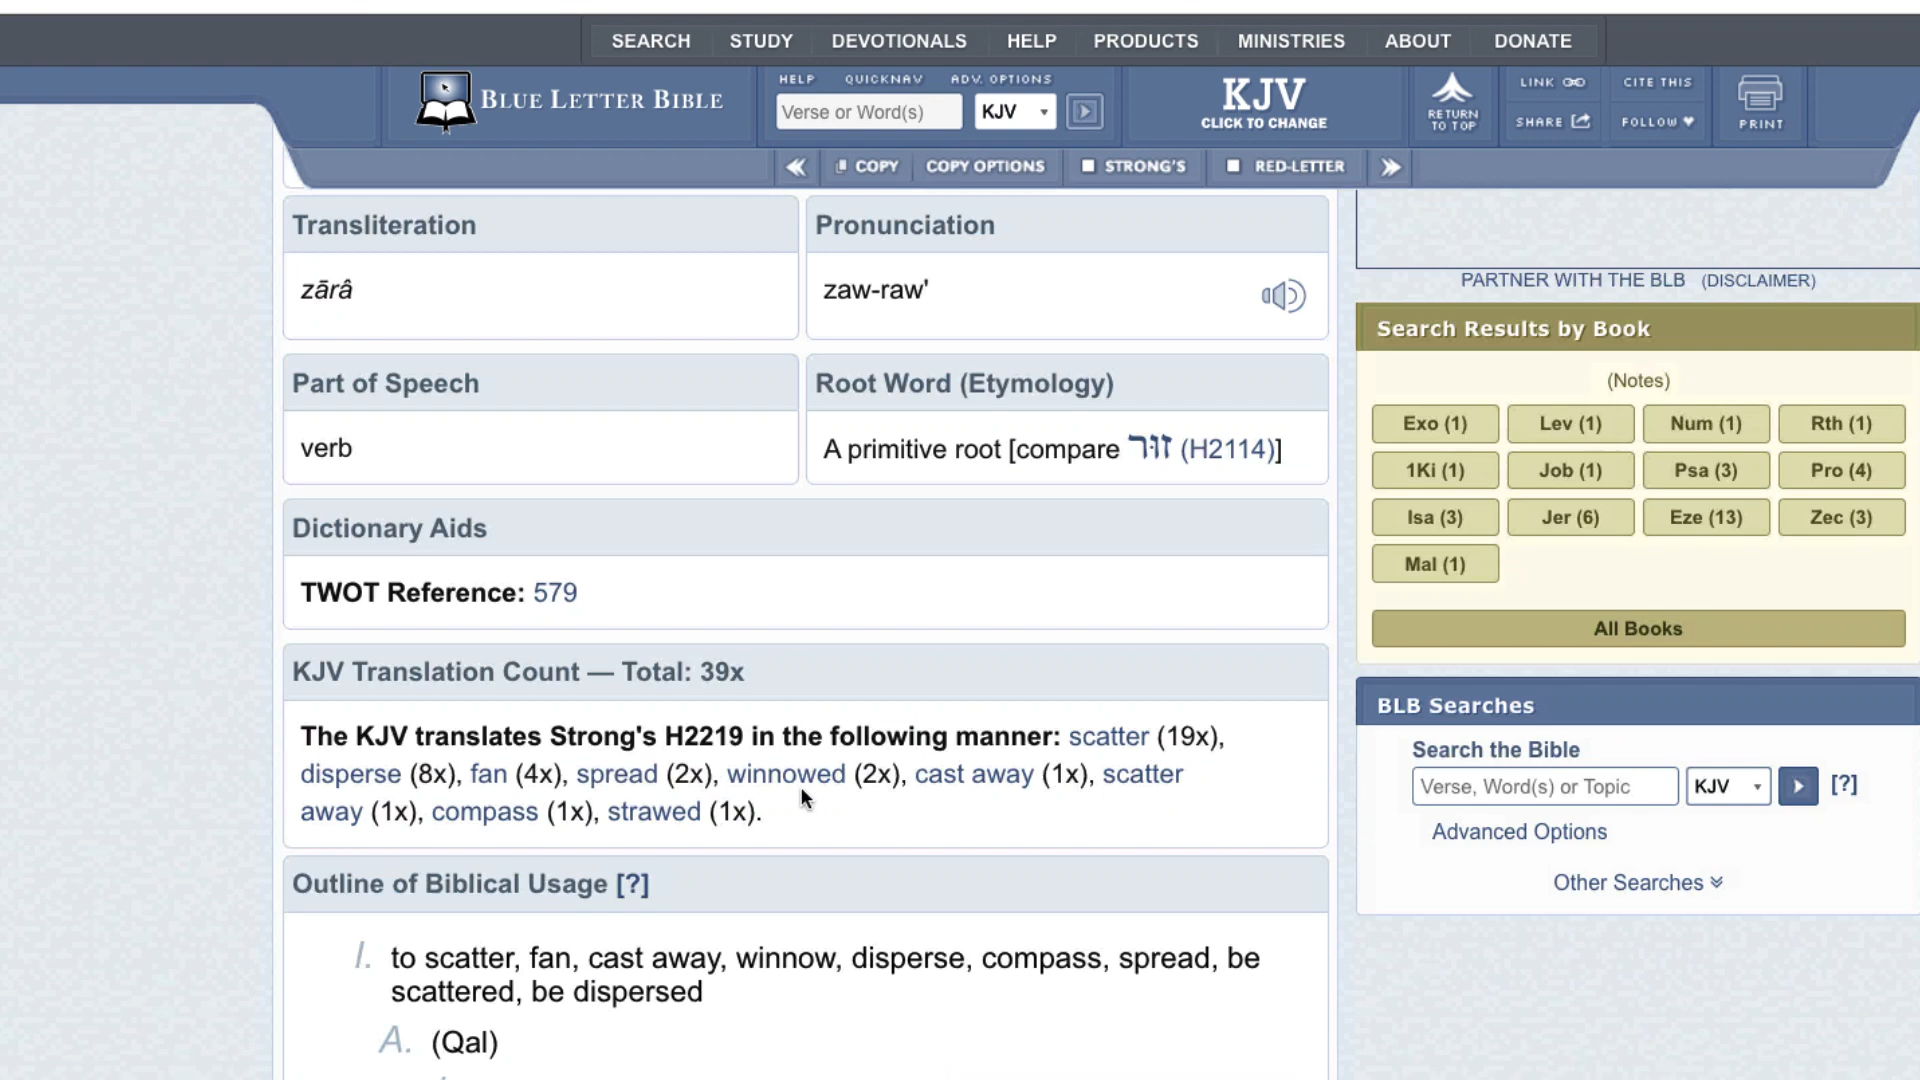 SEARCH STUDY DEVOTIONALS HELP PRODUCTS MINISTRIES ABOUT DONATE
BLUE LETTER BIBLE
HELP QUICKNAV ADV. OPTIONS
Verse or Word(s) KJV
KJV
CLICK TO CHANGE
RETURN
TO TOP
LINK CITE THIS
SHARE FOLLOW
PRINT
COPY COPY OPTIONS STRONG'S RED-LETTER
Transliteration
zārâ
Pronunciation
zaw-raw'
Part of Speech
verb
Root Word (Etymology)
A primitive root [compare זוּר (H2114)]
Dictionary Aids
TWOT Reference: 579
KJV Translation Count — Total: 39x
The KJV translates Strong's H2219 in the following manner: scatter (19x),
disperse (8x), fan (4x), spread (2x), winnowed (2x), cast away (1x), scatter
away (1x), compass (1x), strawed (1x).
Outline of Biblical Usage [?]
I. to scatter, fan, cast away, winnow, disperse, compass, spread, be
scattered, be dispersed
A. (Qal)
PARTNER WITH THE BLB (DISCLAIMER)
Search Results by Book
(Notes)
Exo (1) Lev (1) Num (1) Rth (1)
1Ki (1) Job (1) Psa (3) Pro (4)
Isa (3) Jer (6) Eze (13) Zec (3)
Mal (1)
All Books
BLB Searches
Search the Bible
Verse, Word(s) or Topic KJV [?]
Advanced Options
Other Searches